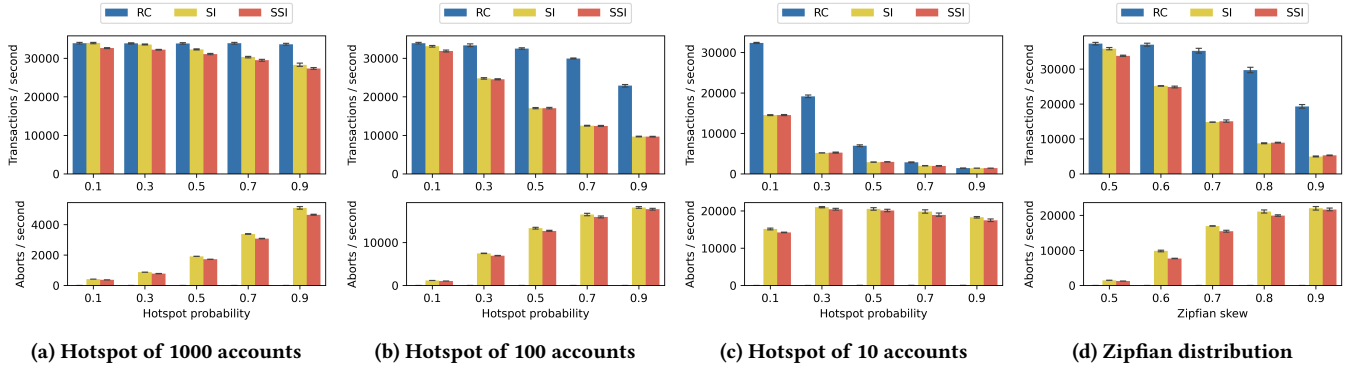 RC SI SSI
Transactions / second
30000
20000
10000
0
0.1 0.3 0.5 0.7 0.9
Aborts / second
4000
2000
0
0.1 0.3 0.5 0.7 0.9
Hotspot probability
(a) Hotspot of 1000 accounts
RC SI SSI
Transactions / second
30000
20000
10000
0
0.1 0.3 0.5 0.7 0.9
Aborts / second
10000
0
0.1 0.3 0.5 0.7 0.9
Hotspot probability
(b) Hotspot of 100 accounts
RC SI SSI
Transactions / second
30000
20000
10000
0
0.1 0.3 0.5 0.7 0.9
Aborts / second
20000
10000
0
0.1 0.3 0.5 0.7 0.9
Hotspot probability
(c) Hotspot of 10 accounts
RC SI SSI
Transactions / second
30000
20000
10000
0
0.5 0.6 0.7 0.8 0.9
Aborts / second
20000
10000
0
0.5 0.6 0.7 0.8 0.9
Zipfian skew
(d) Zipfian distribution